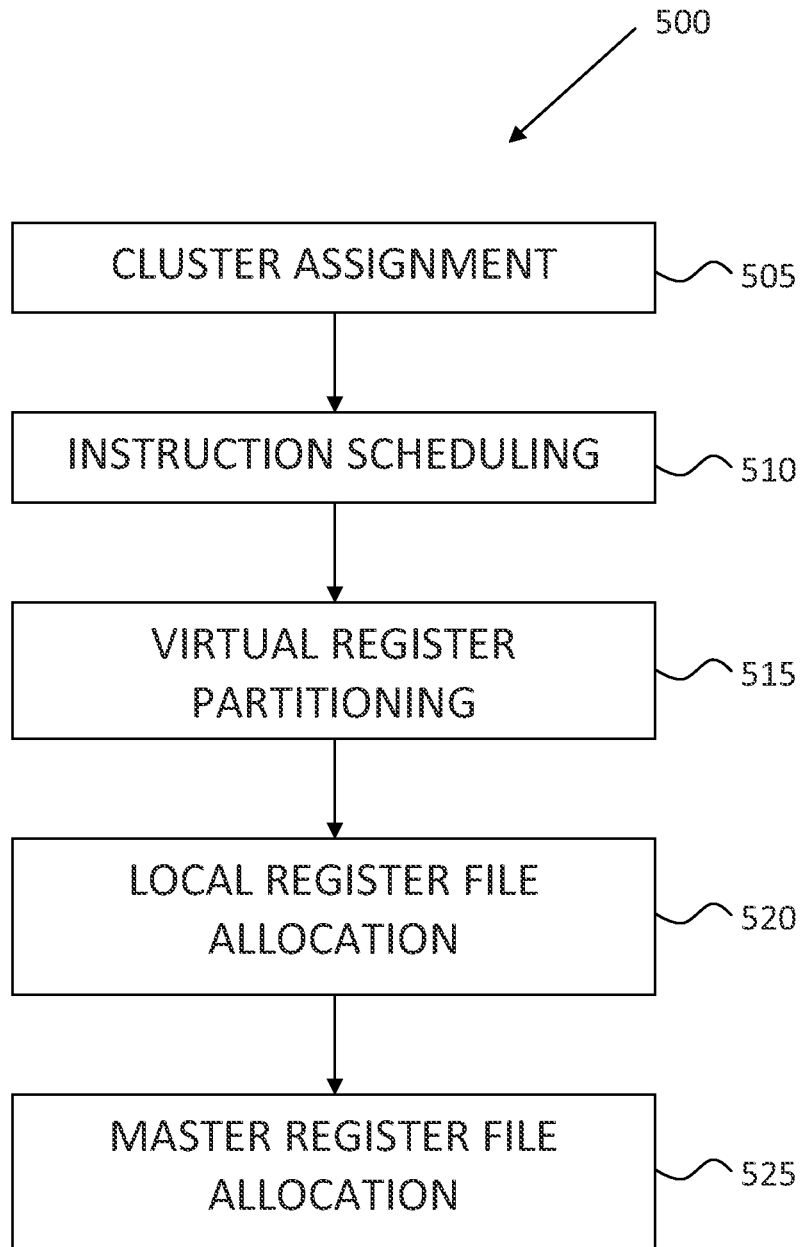 500
CLUSTER ASSIGNMENT
505
INSTRUCTION SCHEDULING
510
VIRTUAL REGISTER
PARTITIONING
515
LOCAL REGISTER FILE
ALLOCATION
520
MASTER REGISTER FILE
ALLOCATION
525